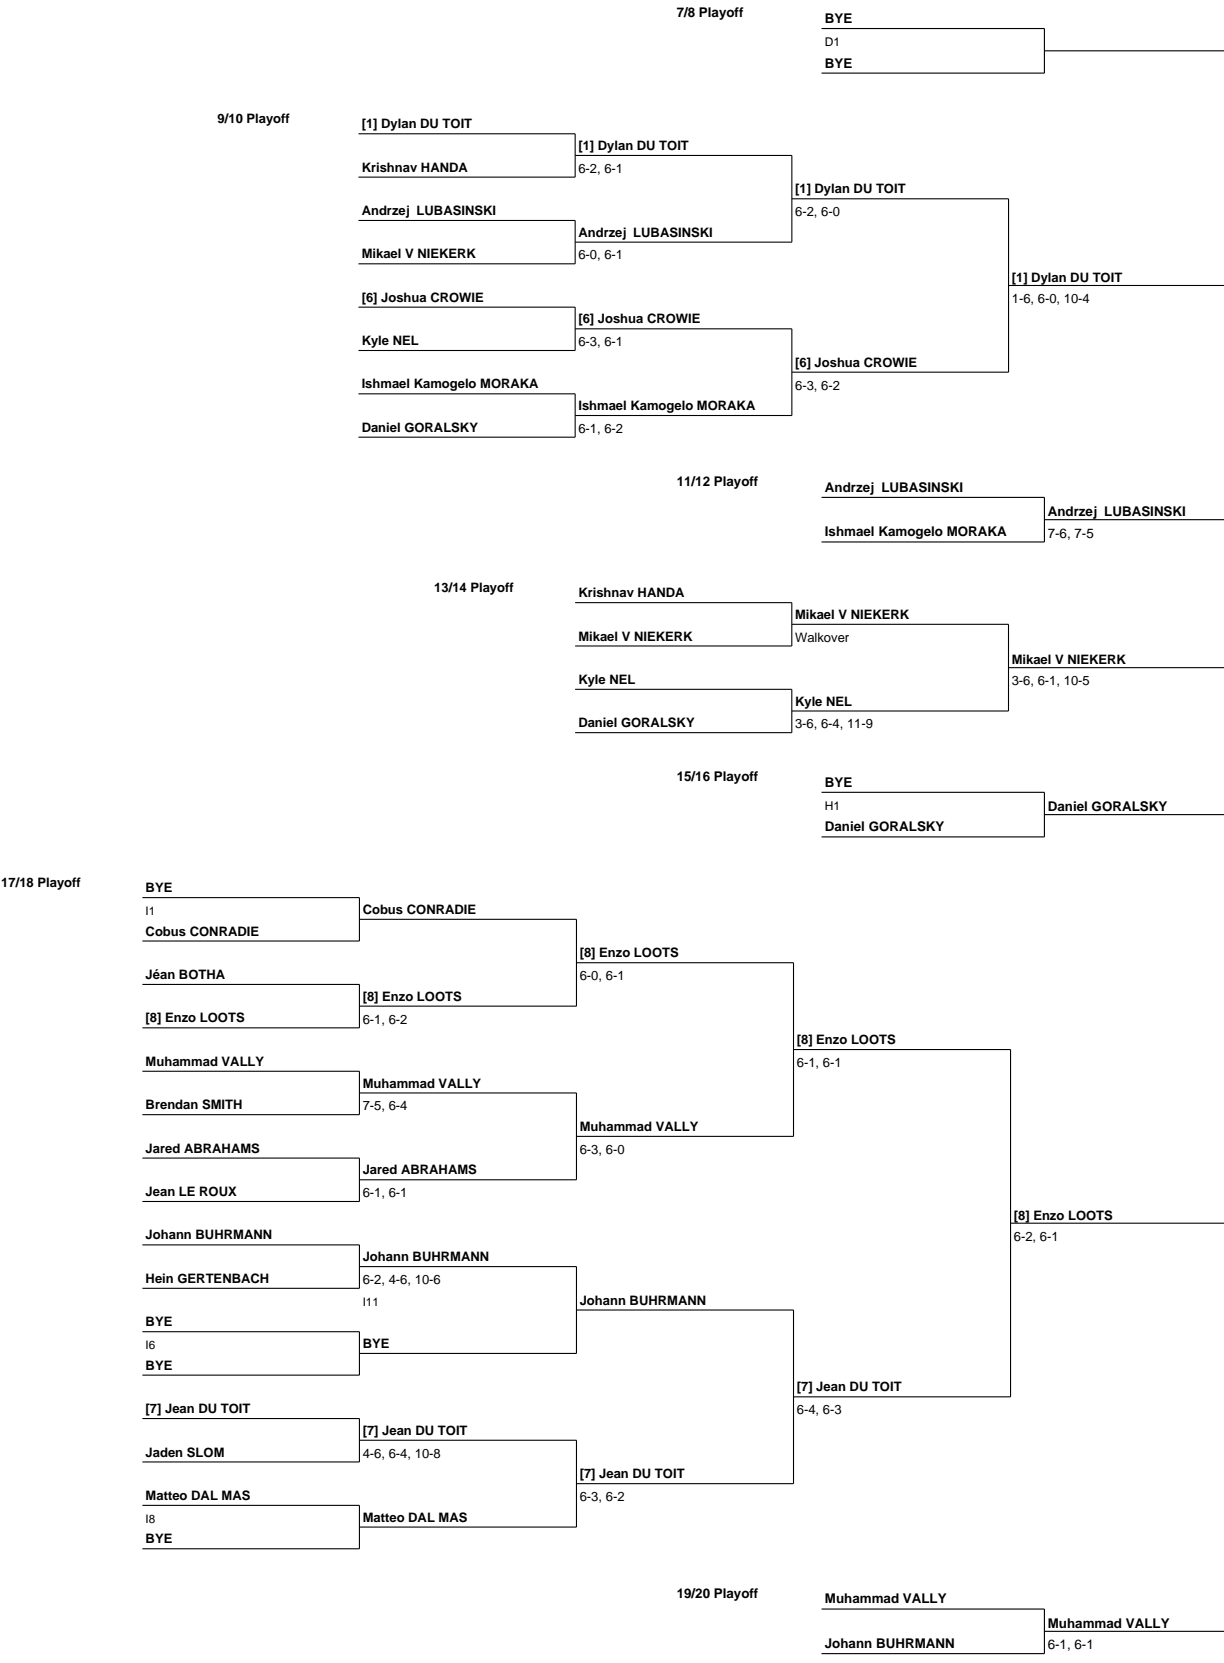 7/8 Playoff
BYE
D1
BYE
9/10 Playoff
[1] Dylan DU TOIT
[1] Dylan DU TOIT
Krishnav HANDA
6-2, 6-1
[1] Dylan DU TOIT
Andrzej LUBASINSKI
6-2, 6-0
Andrzej LUBASINSKI
Mikael V NIEKERK
6-0, 6-1
[1] Dylan DU TOIT
[6] Joshua CROWIE
1-6, 6-0, 10-4
[6] Joshua CROWIE
Kyle NEL
6-3, 6-1
[6] Joshua CROWIE
Ishmael Kamogelo MORAKA
6-3, 6-2
Ishmael Kamogelo MORAKA
Daniel GORALSKY
6-1, 6-2
11/12 Playoff
Andrzej LUBASINSKI
Andrzej LUBASINSKI
Ishmael Kamogelo MORAKA
7-6, 7-5
13/14 Playoff
Krishnav HANDA
Mikael V NIEKERK
Mikael V NIEKERK
Walkover
Mikael V NIEKERK
Kyle NEL
3-6, 6-1, 10-5
Kyle NEL
Daniel GORALSKY
3-6, 6-4, 11-9
15/16 Playoff
BYE
H1
Daniel GORALSKY
Daniel GORALSKY
17/18 Playoff
BYE
I1
Cobus CONRADIE
Cobus CONRADIE
[8] Enzo LOOTS
Jéan BOTHA
6-0, 6-1
[8] Enzo LOOTS
[8] Enzo LOOTS
6-1, 6-2
[8] Enzo LOOTS
Muhammad VALLY
6-1, 6-1
Muhammad VALLY
Brendan SMITH
7-5, 6-4
Muhammad VALLY
Jared ABRAHAMS
6-3, 6-0
Jared ABRAHAMS
Jean LE ROUX
6-1, 6-1
[8] Enzo LOOTS
Johann BUHRMANN
6-2, 6-1
Johann BUHRMANN
Hein GERTENBACH
6-2, 4-6, 10-6
I11
Johann BUHRMANN
BYE
I6
BYE
BYE
[7] Jean DU TOIT
[7] Jean DU TOIT
6-4, 6-3
[7] Jean DU TOIT
Jaden SLOM
4-6, 6-4, 10-8
[7] Jean DU TOIT
Matteo DAL MAS
6-3, 6-2
I8
Matteo DAL MAS
BYE
19/20 Playoff
Muhammad VALLY
Muhammad VALLY
Johann BUHRMANN
6-1, 6-1